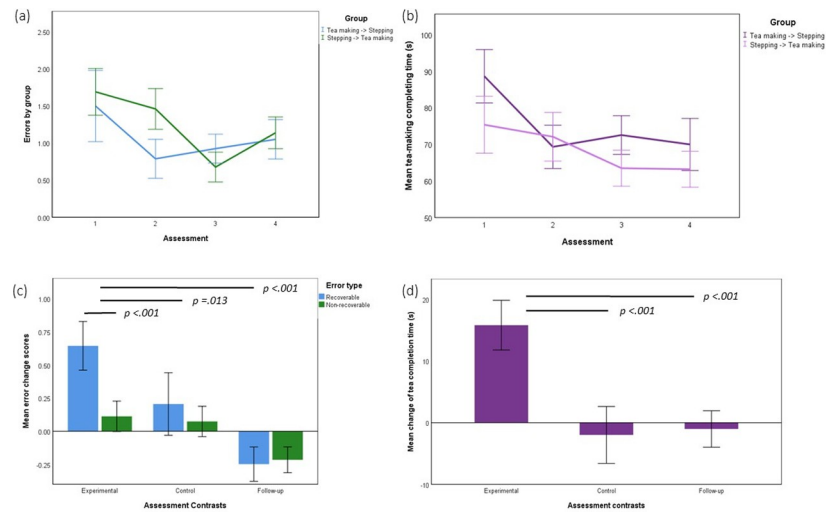 (a)
Group
Tea making -> Stepping
Stepping -> Tea making
2.50
2.00
1.50
1.00
0.50
0.00
Errors by group
1 2 3 4
Assessment
(b)
Group
Tea making -> Stepping
Stepping -> Tea making
100
90
80
70
60
50
Mean tea-making completing time (s)
1 2 3 4
Assessment
(c)
p <.001
p =.013
p <.001
Error type
Recoverable
Non-recoverable
1.00
0.75
0.50
0.25
0.00
-0.25
Mean error change scores
Experimental Control Follow-up
Assessment Contrasts
(d)
p <.001
p <.001
20
10
0
-10
Mean change of tea completion time (s)
Experimental Control Follow-up
Assessment contrasts